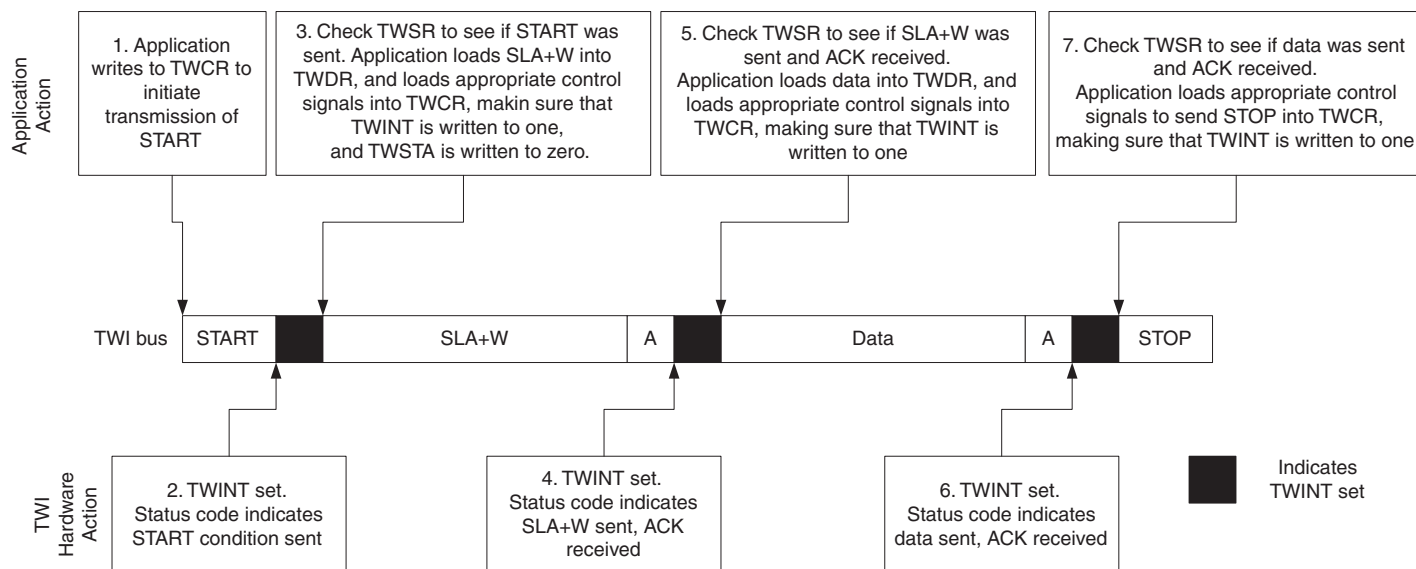 Application
Action
1. Application
writes to TWCR to
initiate
transmission of
START
3. Check TWSR to see if START was
sent. Application loads SLA+W into
TWDR, and loads appropriate control
signals into TWCR, makin sure that
TWINT is written to one,
and TWSTA is written to zero.
5. Check TWSR to see if SLA+W was
sent and ACK received.
Application loads data into TWDR, and
loads appropriate control signals into
TWCR, making sure that TWINT is
written to one
7. Check TWSR to see if data was sent
and ACK received.
Application loads appropriate control
signals to send STOP into TWCR,
making sure that TWINT is written to one
TWI bus
START
SLA+W
A
Data
A
STOP
TWI
Hardware
Action
2. TWINT set.
Status code indicates
START condition sent
4. TWINT set.
Status code indicates
SLA+W sent, ACK
received
6. TWINT set.
Status code indicates
data sent, ACK received
Indicates
TWINT set